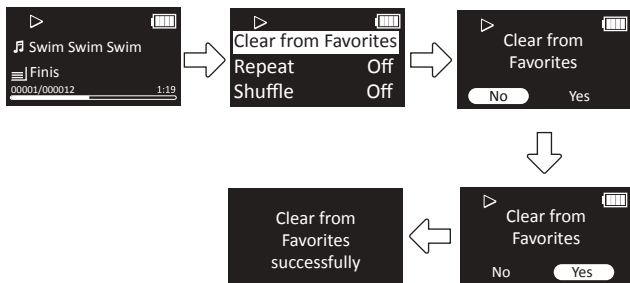 Swim Swim Swim
Finis
00001/000012 1:19
Clear from Favorites
Repeat Off
Shuffle Off
Clear from
Favorites
No Yes
Clear from
Favorites
No Yes
Clear from
Favorites
successfully